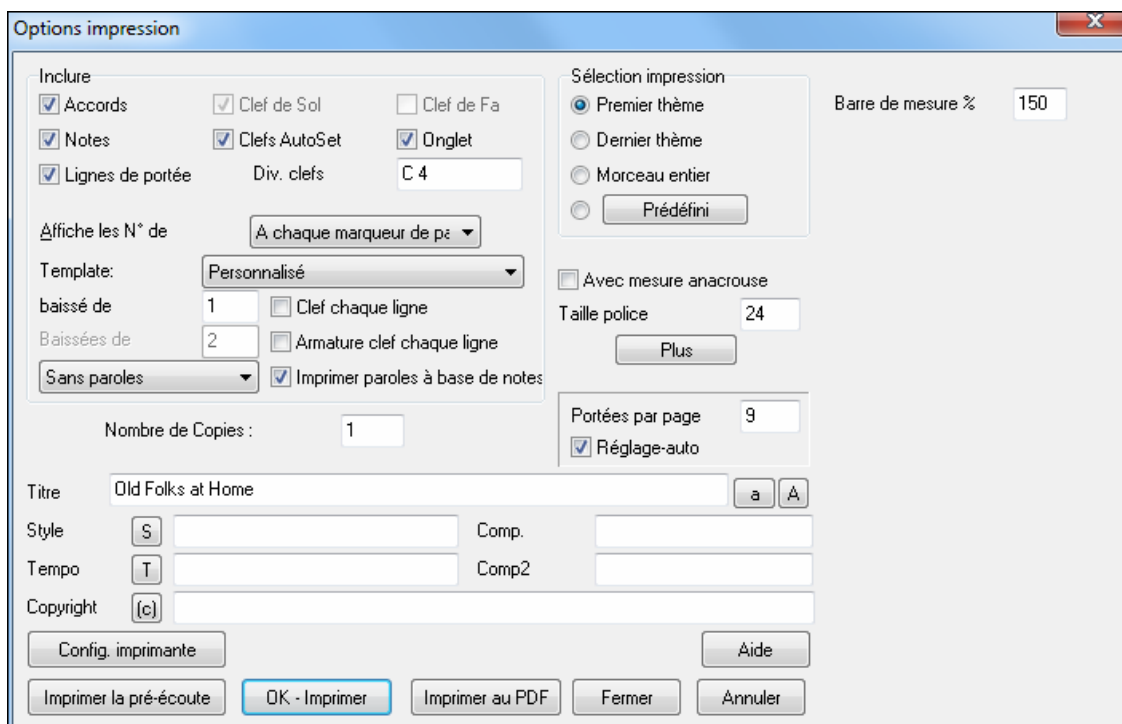 Options impression
Inclure
Accords
Clef de Sol
Clef de Fa
Notes
Clefs AutoSet
Onglet
Lignes de portée
Div. clefs
C 4
Affiche les N° de
A chaque marqueur de pa
Template:
Personnalisé
baissé de
1
Clef chaque ligne
Baissées de
2
Armature clef chaque ligne
Sans paroles
Imprimer paroles à base de notes
Nombre de Copies :
1
Sélection impression
Premier thème
Dernier thème
Morceau entier
Prédéfini
Barre de mesure %
150
Avec mesure anacrouse
Taille police
24
Plus
Portées par page
9
Réglage-auto
Titre
Old Folks at Home
a
A
Style
S
Comp.
Tempo
T
Comp2
Copyright
(c)
Config. imprimante
Aide
Imprimer la pré-écoute
OK - Imprimer
Imprimer au PDF
Fermer
Annuler